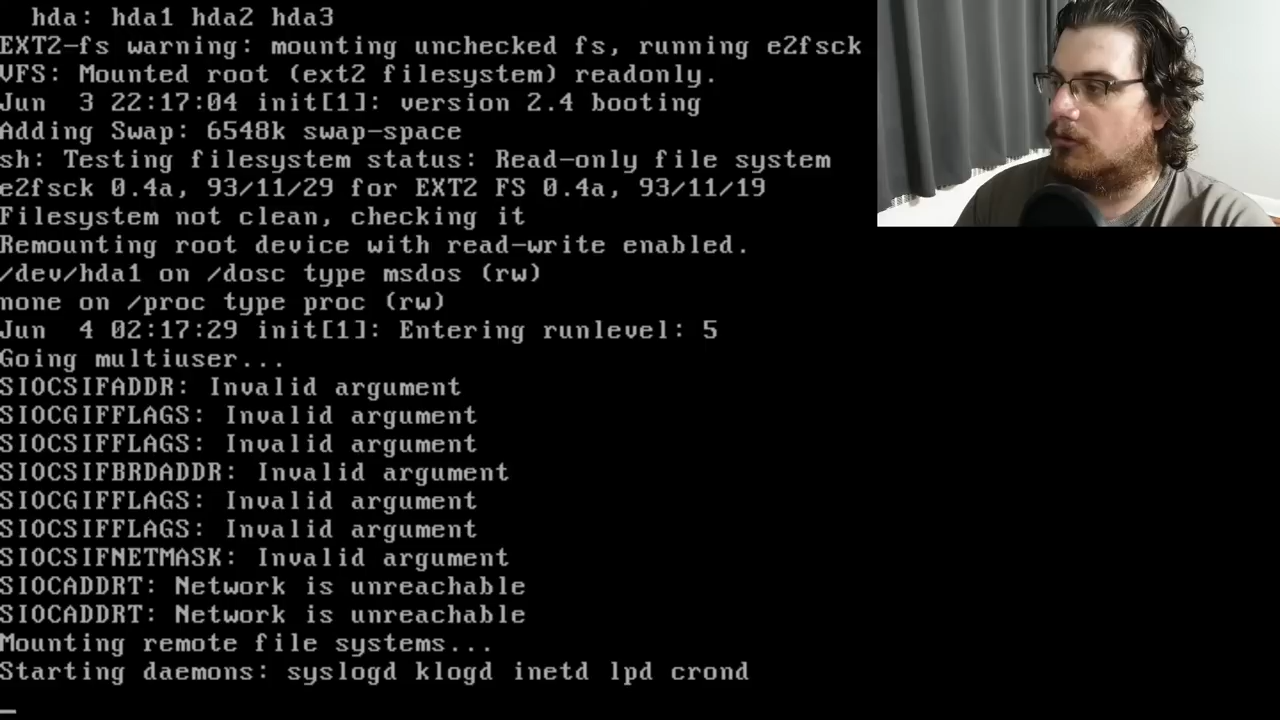 hda: hda1 hda2 hda3
EXT2-fs warning: mounting unchecked fs, running e2fsck
VFS: Mounted root (ext2 filesystem) readonly.
Jun  3 22:17:04 init[1]: version 2.4 booting
Adding Swap: 6548k swap-space
sh: Testing filesystem status: Read-only file system
e2fsck 0.4a, 93/11/29 for EXT2 FS 0.4a, 93/11/19
Filesystem not clean, checking it
Remounting root device with read-write enabled.
/dev/hda1 on /dosc type msdos (rw)
none on /proc type proc (rw)
Jun  4 02:17:29 init[1]: Entering runlevel: 5
Going multiuser...
SIOCSIFADDR: Invalid argument
SIOCGIFFLAGS: Invalid argument
SIOCSIFFLAGS: Invalid argument
SIOCSIFBRDADDR: Invalid argument
SIOCGIFFLAGS: Invalid argument
SIOCSIFFLAGS: Invalid argument
SIOCSIFNETMASK: Invalid argument
SIOCADDRT: Network is unreachable
SIOCADDRT: Network is unreachable
Mounting remote file systems...
Starting daemons: syslogd klogd inetd lpd crond